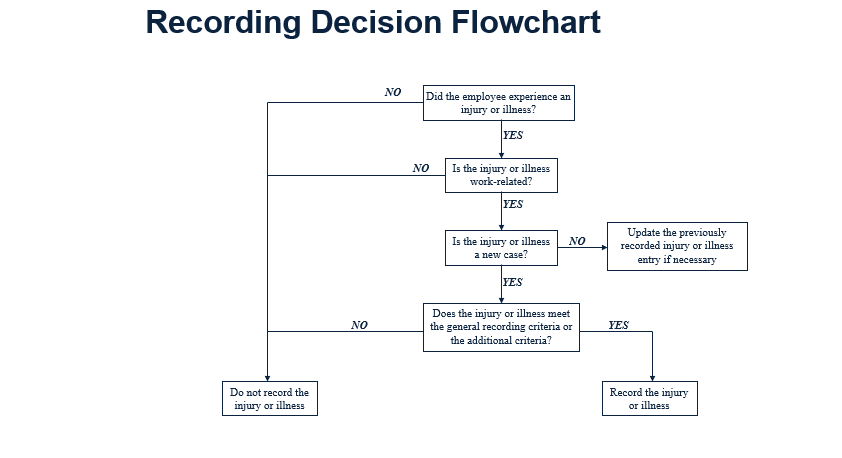 Recording Decision Flowchart
NO
Did the employee experience an
injury or illness?
YES
NO
Is the injury or illness
work-related?
YES
Is the injury or illness
a new case?
NO
Update the previously
recorded injury or illness
entry if necessary
YES
NO
Does the injury or illness meet
the general recording criteria or
the additional criteria?
YES
Do not record the
injury or illness
Record the injury
or illness